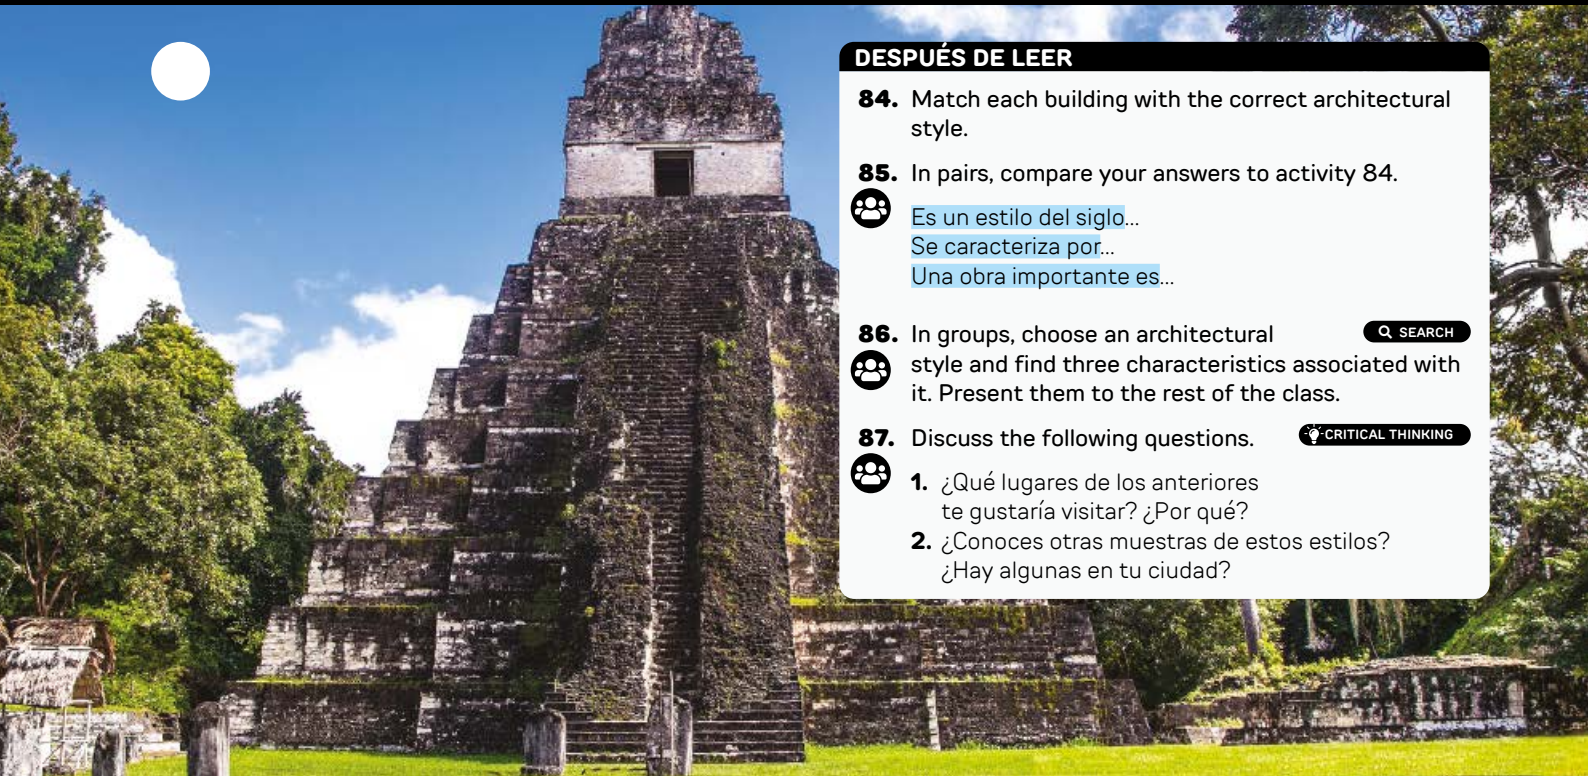 DESPUÉS DE LEER
84. Match each building with the correct architectural
style.
85. In pairs, compare your answers to activity 84.
Es un estilo del siglo...
Se caracteriza por...
Una obra importante es...
86. In groups, choose an architectural
SEARCH
style and find three characteristics associated with
it. Present them to the rest of the class.
87. Discuss the following questions.
CRITICAL THINKING
1. ¿Qué lugares de los anteriores
te gustaría visitar? ¿Por qué?
2. ¿Conoces otras muestras de estos estilos?
¿Hay algunas en tu ciudad?